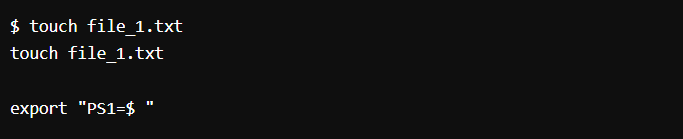 $ touch file_1.txt
touch file_1.txt
export "PS1=$ "